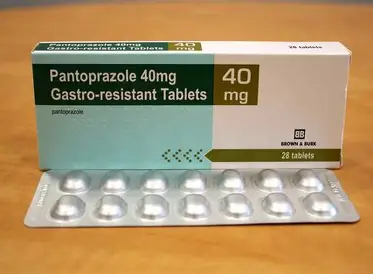 Pantoprazole 40mg
Gastro-resistant Tablets
40 mg
28 tablets
Pantoprazole 40mg
Gastro-resistant Tablets
pantoprazole
40
mg
BB
BROWN & BURK
28 tablets